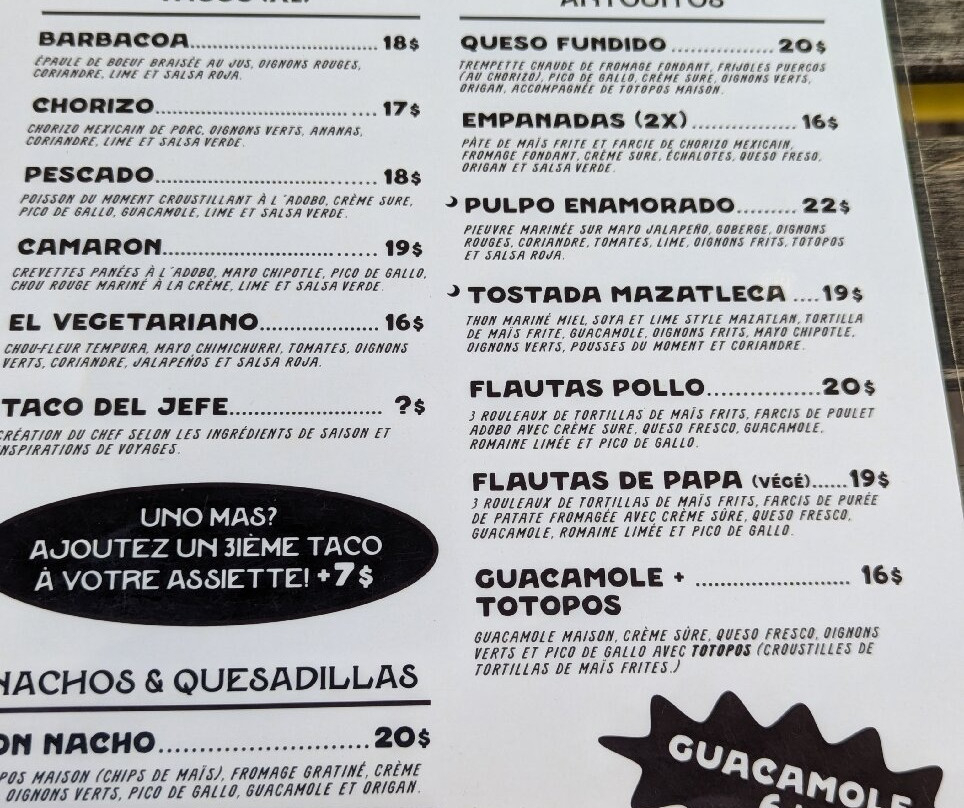 BARBACOA.............................. 18$
ÉPAULE DE BOEUF BRAISÉE AU JUS, OIGNONS ROUGES,
CORIANDRE, LIME ET SALSA ROJA.
CHORIZO.................................... 17$
CHORIZO MEXICAIN DE PORC, OIGNONS VERTS, ANANAS,
CORIANDRE, LIME ET SALSA VERDE.
PESCADO.................................... 18$
POISSON DU MOMENT CROUSTILLANT À L'ADOBO, CRÈME SURE,
PICO DE GALLO, GUACAMOLE, LIME ET SALSA VERDE.
CAMARON.................................... 19$
CREVETTES PANÉES À L'ADOBO, MAYO CHIPOTLE, PICO DE GALLO,
CHOU ROUGE MARINÉ À LA CRÈME, LIME ET SALSA VERDE.
EL VEGETARIANO.................... 16$
CHOU-FLEUR TEMPURA, MAYO CHIMICHURRI, TOMATES, OIGNONS
VERTS, CORIANDRE, JALAPEÑOS ET SALSA ROJA.
TACO DEL JEFE......................... ?$
CRÉATION DU CHEF SELON LES INGRÉDIENTS DE SAISON ET
INSPIRATIONS DE VOYAGES.
UNO MAS?
AJOUTEZ UN 3IÈME TACO
À VOTRE ASSIETTE! +7$
NACHOS & QUESADILLAS
NACHO.................................20$
MAISON (CHIPS DE MAÏS), FROMAGE GRATINÉ, CRÈME
OIGNONS VERTS, PICO DE GALLO, GUACAMOLE ET ORIGAN.
ANTOJITOS
QUESO FUNDIDO ................. 20$
TREMPETTE CHAUDE DE FROMAGE FONDANT, FRIJOLES PUERCOS
(AU CHORIZO), PICO DE GALLO, CRÈME SURE, OIGNONS VERTS,
ORIGAN, ACCOMPAGNÉE DE TOTOPOS MAISON.
EMPANADAS (2X)................. 16$
PÂTE DE MAÏS FRITE ET FARCIE DE CHORIZO MEXICAIN,
FROMAGE FONDANT, CRÈME SURE, ÉCHALOTES, QUESO FRESO,
ORIGAN ET SALSA VERDE.
PULPO ENAMORADO......... 22$
PIEUVRE MARINÉE SUR MAYO JALAPEÑO, GOBERGE, OIGNONS
ROUGES, CORIANDRE, TOMATES, LIME, OIGNONS FRITS, TOTOPOS
ET SALSA ROJA.
TOSTADA MAZATLECA ....19$
THON MARINÉ MIEL, SOYA ET LIME STYLE MAZATLAN, TORTILLA
DE MAÏS FRITE, GUACAMOLE, OIGNONS FRITS, MAYO CHIPOTLE,
OIGNONS VERTS, POUSSES DU MOMENT ET CORIANDRE.
FLAUTAS POLLO.................20$
3 ROULEAUX DE TORTILLAS DE MAÏS FRITS, FARCIS DE POULET
ADOBO AVEC CRÈME SURE, QUESO FRESCO, GUACAMOLE,
ROMAINE LIMÉE ET PICO DE GALLO.
FLAUTAS DE PAPA (VÉGÉ)......19$
3 ROULEAUX DE TORTILLAS DE MAÏS FRITS, FARCIS DE PURÉE
DE PATATE FROMAGÉE AVEC CRÈME SÛRE, QUESO FRESCO,
GUACAMOLE, ROMAINE LIMÉE ET PICO DE GALLO.
GUACAMOLE + ...................... 16$
TOTOPOS
GUACAMOLE MAISON, CRÈME SÛRE, QUESO FRESCO, OIGNONS
VERTS ET PICO DE GALLO AVEC TOTOPOS (CROUSTILLES DE
TORTILLAS DE MAÏS FRITES.)
GUACAMOLE